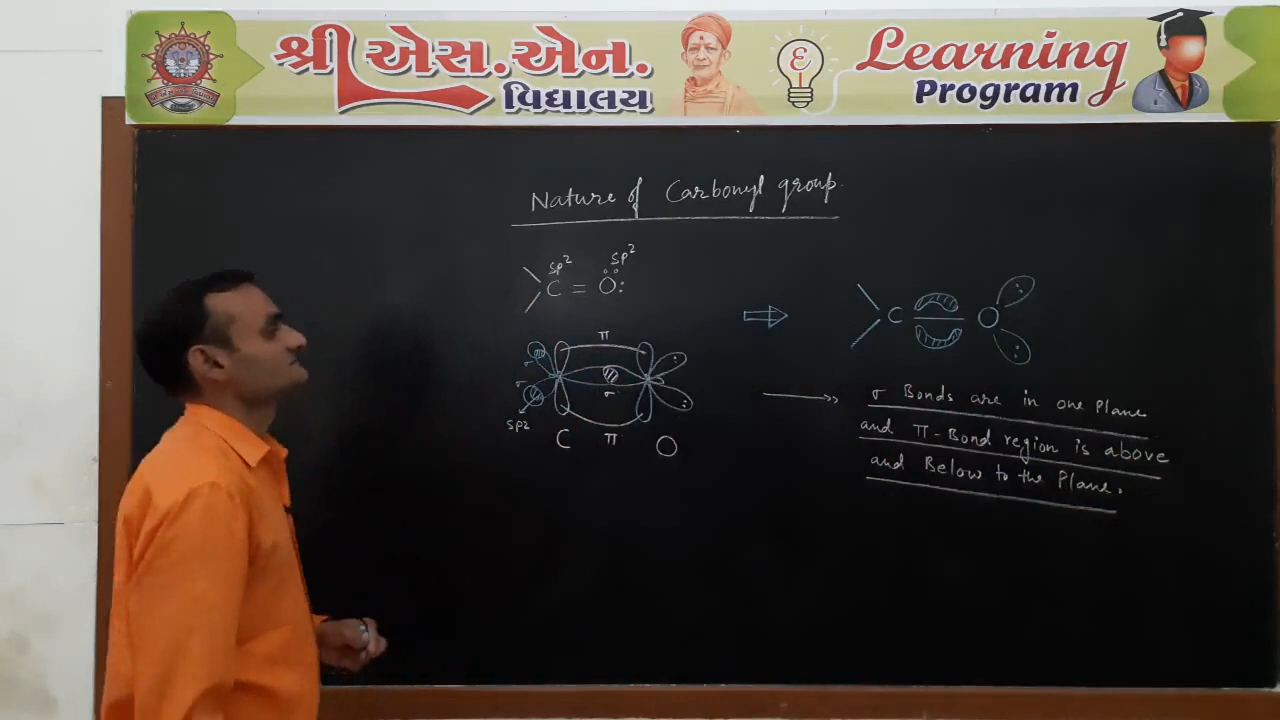 શ્રી એસ.એન.
વિદ્યાલય
Learning
Program
Nature of Carbonyl group.
sp² sp²
C = O
π
σ
σ
σ
sp2
C π O
C O
σ Bonds are in one Plane
and π-Bond region is above
and Below to the Plane.